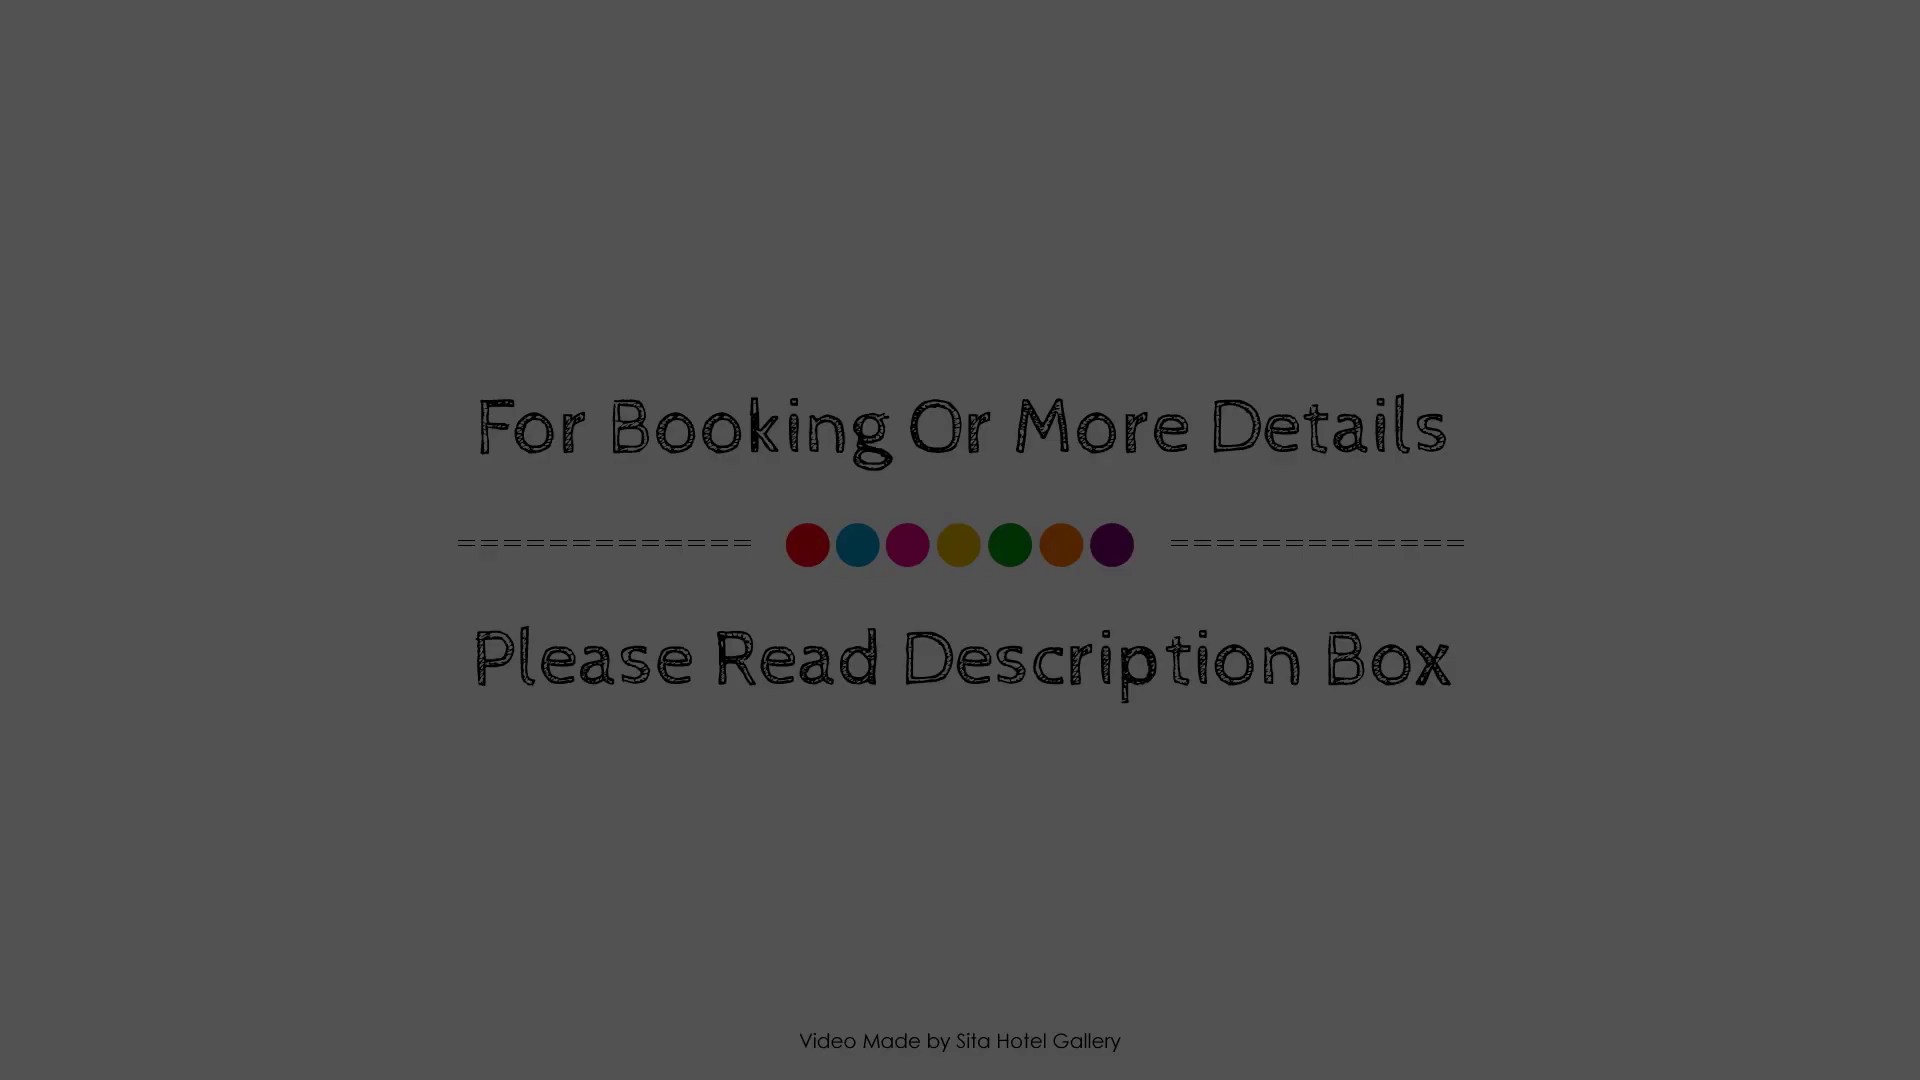 For Booking Or More Details
============= =============
Please Read Description Box
Video Made by Sita Hotel Gallery